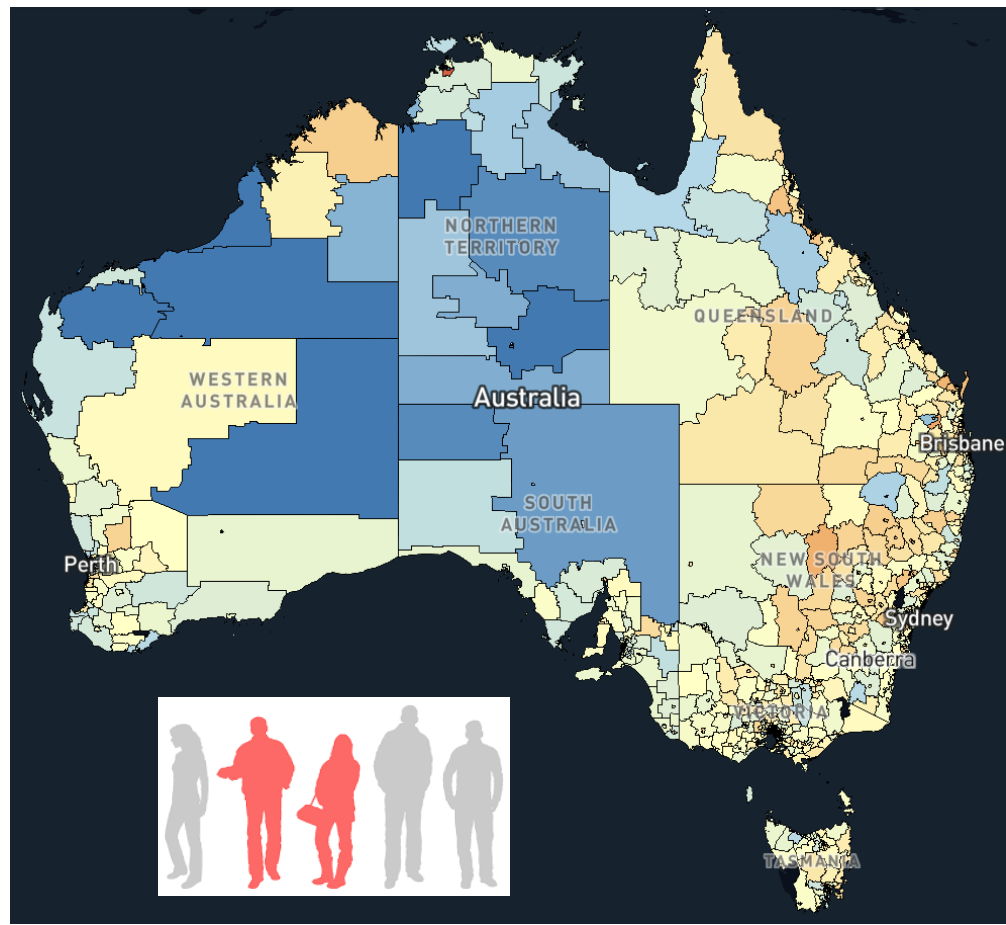 NORTHERN
TERRITORY
QUEENSLAND
WESTERN
AUSTRALIA
Australia
Brisbane
SOUTH
AUSTRALIA
Perth
NEW SOUTH
WALES
Sydney
Canberra
VICTORIA
TASMANIA